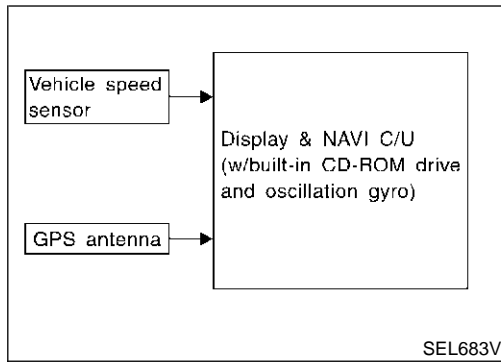 Vehicle speed
sensor
Display & NAVI C/U
(w/built-in CD-ROM drive
and oscillation gyro)
GPS antenna
SEL683V